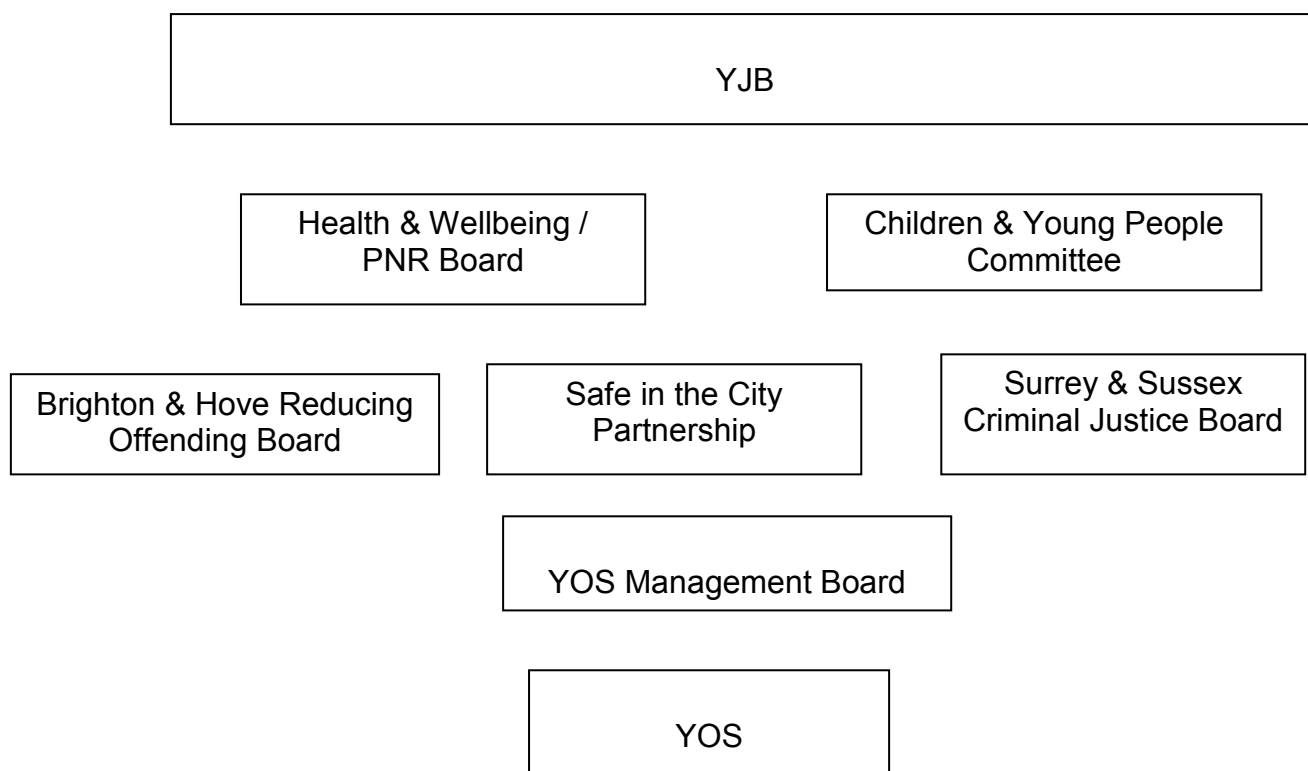 YJB
Health & Wellbeing /
PNR Board
Children & Young People
Committee
Brighton & Hove Reducing
Offending Board
Safe in the City
Partnership
Surrey & Sussex
Criminal Justice Board
YOS Management Board
YOS